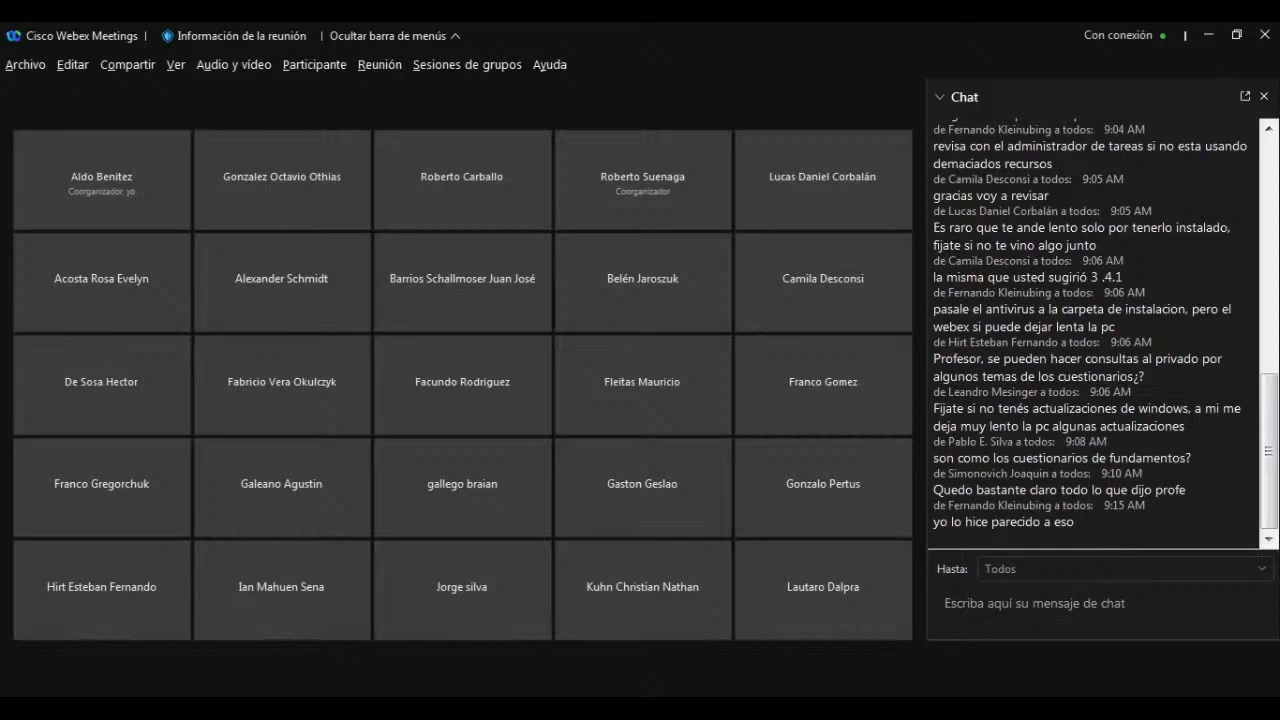 Cisco Webex Meetings | Información de la reunión | Ocultar barra de menús
Con conexión
Archivo Editar Compartir Ver Audio y vídeo Participante Reunión Sesiones de grupos Ayuda
Aldo Benitez
Coorganizador, yo
Gonzalez Octavio Othias
Roberto Carballo
Roberto Suenaga
Coorganizador
Lucas Daniel Corbalán
Acosta Rosa Evelyn
Alexander Schmidt
Barrios Schallmoser Juan José
Belén Jaroszuk
Camila Desconsi
De Sosa Hector
Fabricio Vera Okulczyk
Facundo Rodriguez
Fleitas Mauricio
Franco Gomez
Franco Gregorchuk
Galeano Agustin
gallego braian
Gaston Geslao
Gonzalo Pertus
Hirt Esteban Fernando
Ian Mahuen Sena
Jorge silva
Kuhn Christian Nathan
Lautaro Dalpra
Chat
de Fernando Kleinubing a todos: 9:04 AM
revisa con el administrador de tareas si no esta usando
demaciados recursos
de Camila Desconsi a todos: 9:05 AM
gracias voy a revisar
de Lucas Daniel Corbalán a todos: 9:05 AM
Es raro que te ande lento solo por tenerlo instalado,
fijate si no te vino algo junto
de Camila Desconsi a todos: 9:06 AM
la misma que usted sugirió 3 .4.1
de Fernando Kleinubing a todos: 9:06 AM
pasale el antivirus a la carpeta de instalacion, pero el
webex si puede dejar lenta la pc
de Hirt Esteban Fernando a todos: 9:06 AM
Profesor, se pueden hacer consultas al privado por
algunos temas de los cuestionarios¿?
de Leandro Mesinger a todos: 9:06 AM
Fijate si no tenés actualizaciones de windows, a mi me
deja muy lento la pc algunas actualizaciones
de Pablo E. Silva a todos: 9:08 AM
son como los cuestionarios de fundamentos?
de Simonovich Joaquin a todos: 9:10 AM
Quedo bastante claro todo lo que dijo profe
de Fernando Kleinubing a todos: 9:15 AM
yo lo hice parecido a eso
Hasta: Todos
Escriba aquí su mensaje de chat